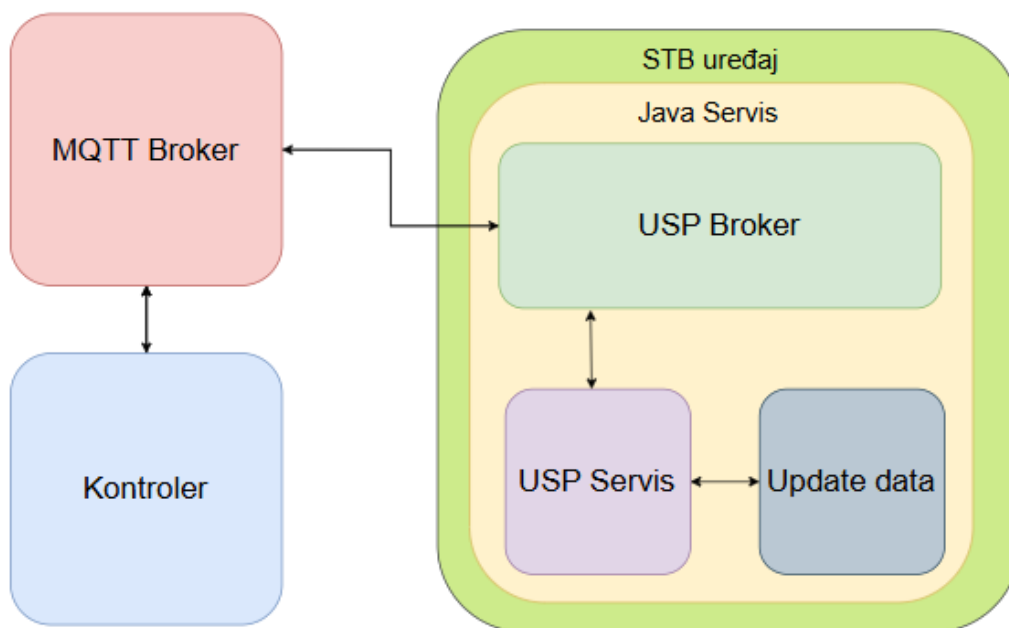 MQTT Broker
Kontroler
STB uređaj
Java Servis
USP Broker
USP Servis
Update data